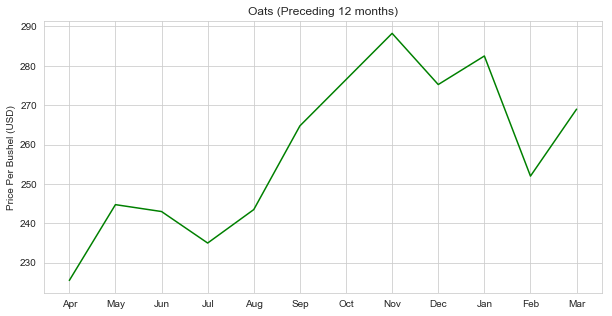 Oats (Preceding 12 months)
Price Per Bushel (USD)
290
280
270
260
250
240
230
Apr May Jun Jul Aug Sep Oct Nov Dec Jan Feb Mar